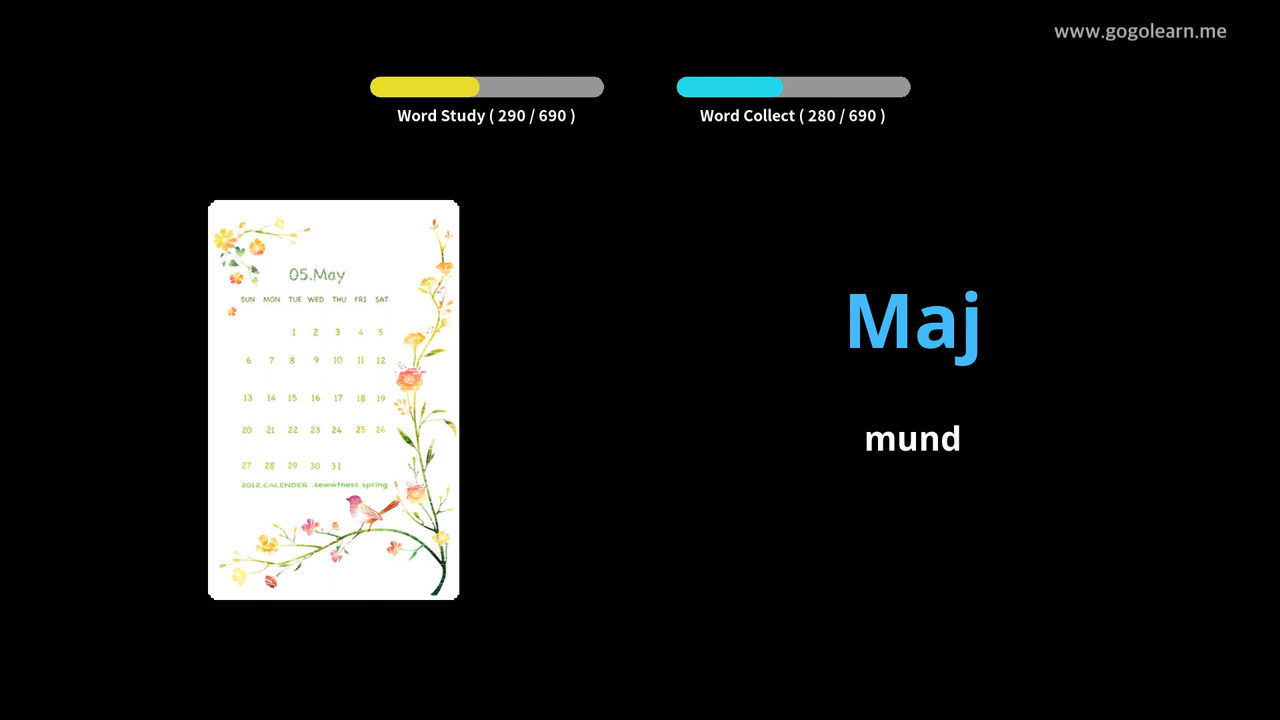 www.gogolearn.me
Word Study ( 290 / 690 )
Word Collect ( 280 / 690 )
05.May
SUN MON TUE WED THU FRI SAT
1 2 3 4 5
6 7 8 9 10 11 12
13 14 15 16 17 18 19
20 21 22 23 24 25 26
27 28 29 30 31
2012.CALENDER .sewwtness spring
Maj
mund